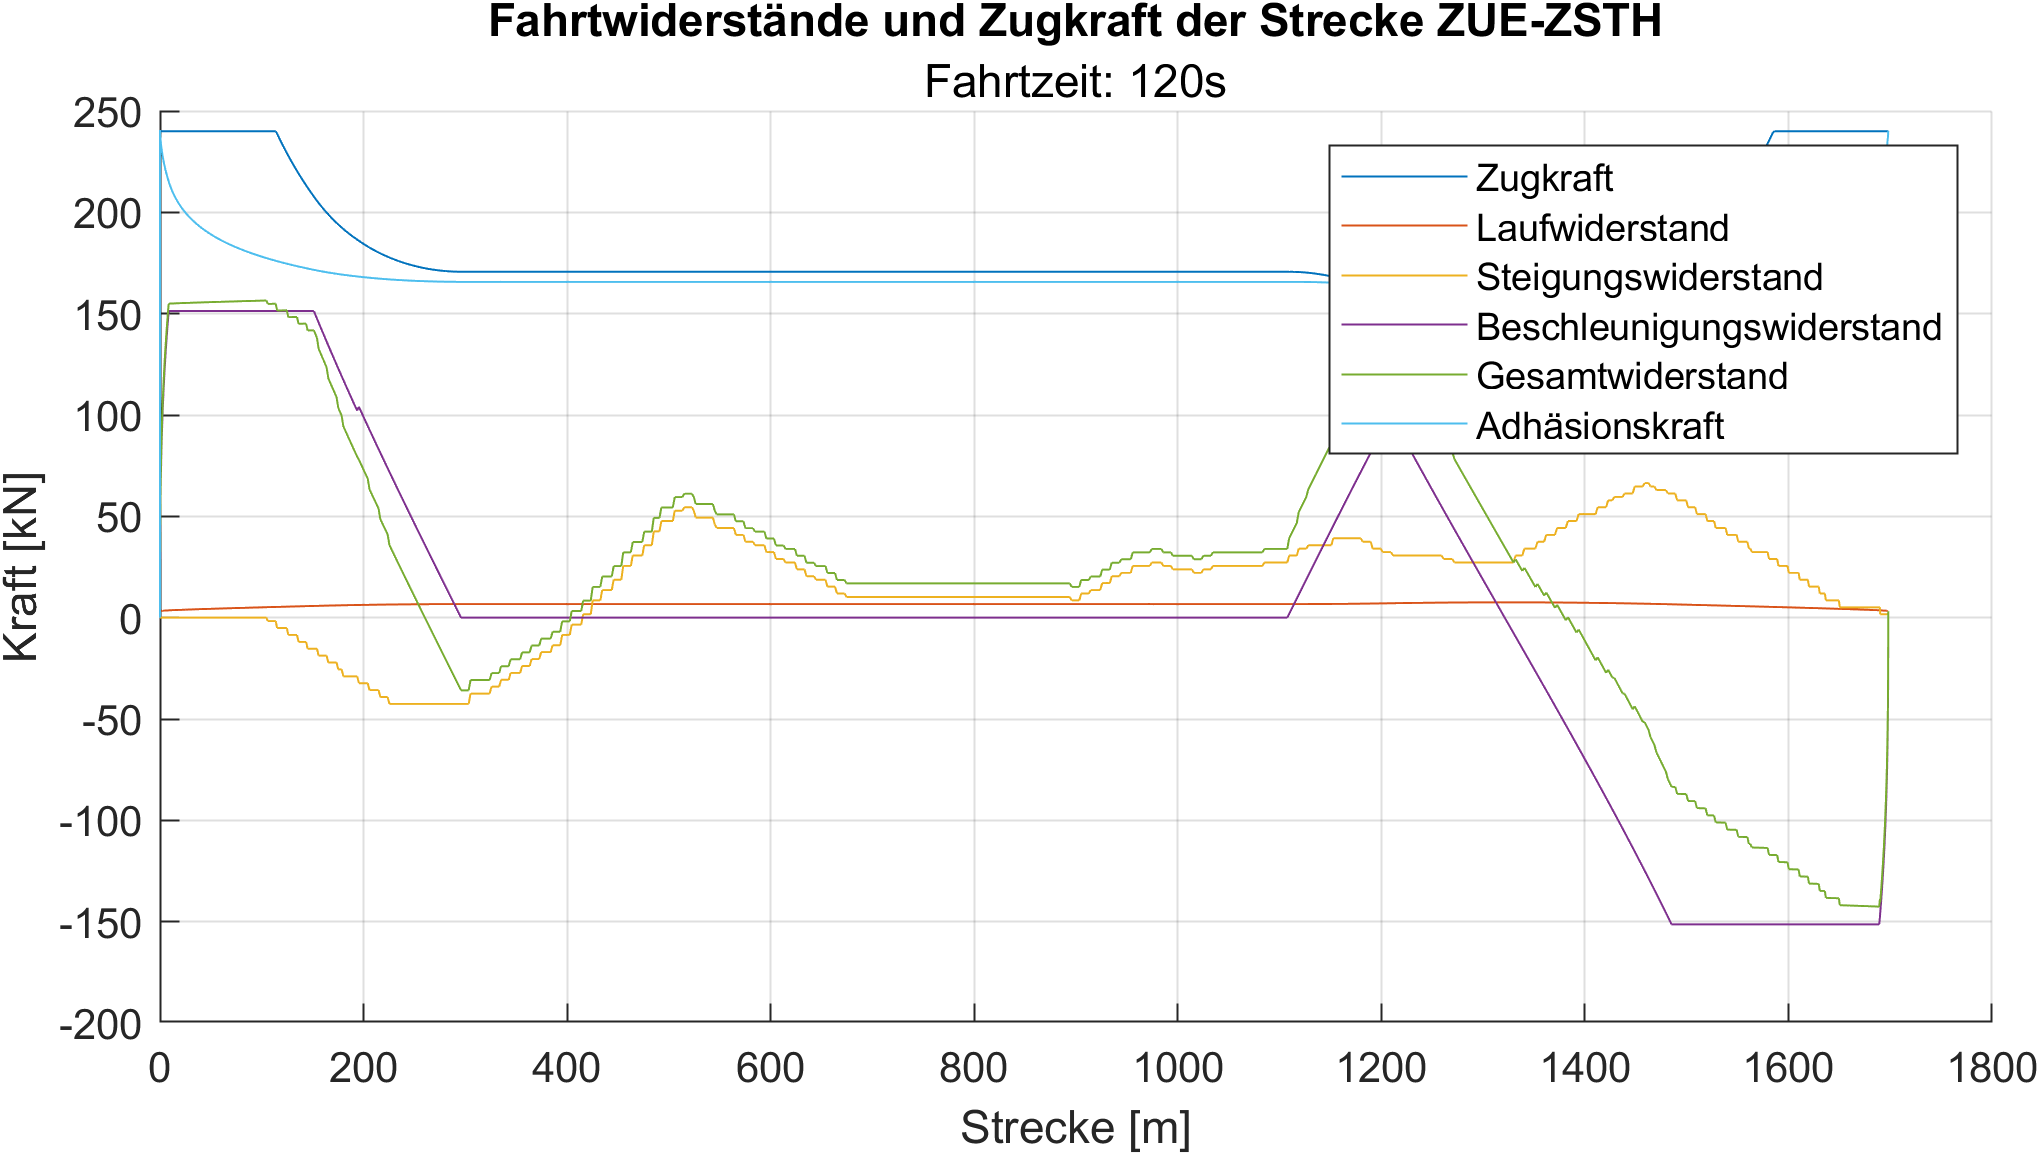 Fahrtwiderstände und Zugkraft der Strecke ZUE-ZSTH
Fahrtzeit: 120s
Kraft [kN]
250
200
150
100
50
0
-50
-100
-150
-200
Zugkraft
Laufwiderstand
Steigungswiderstand
Beschleunigungswiderstand
Gesamtwiderstand
Adhäsionskraft
0 200 400 600 800 1000 1200 1400 1600 1800
Strecke [m]